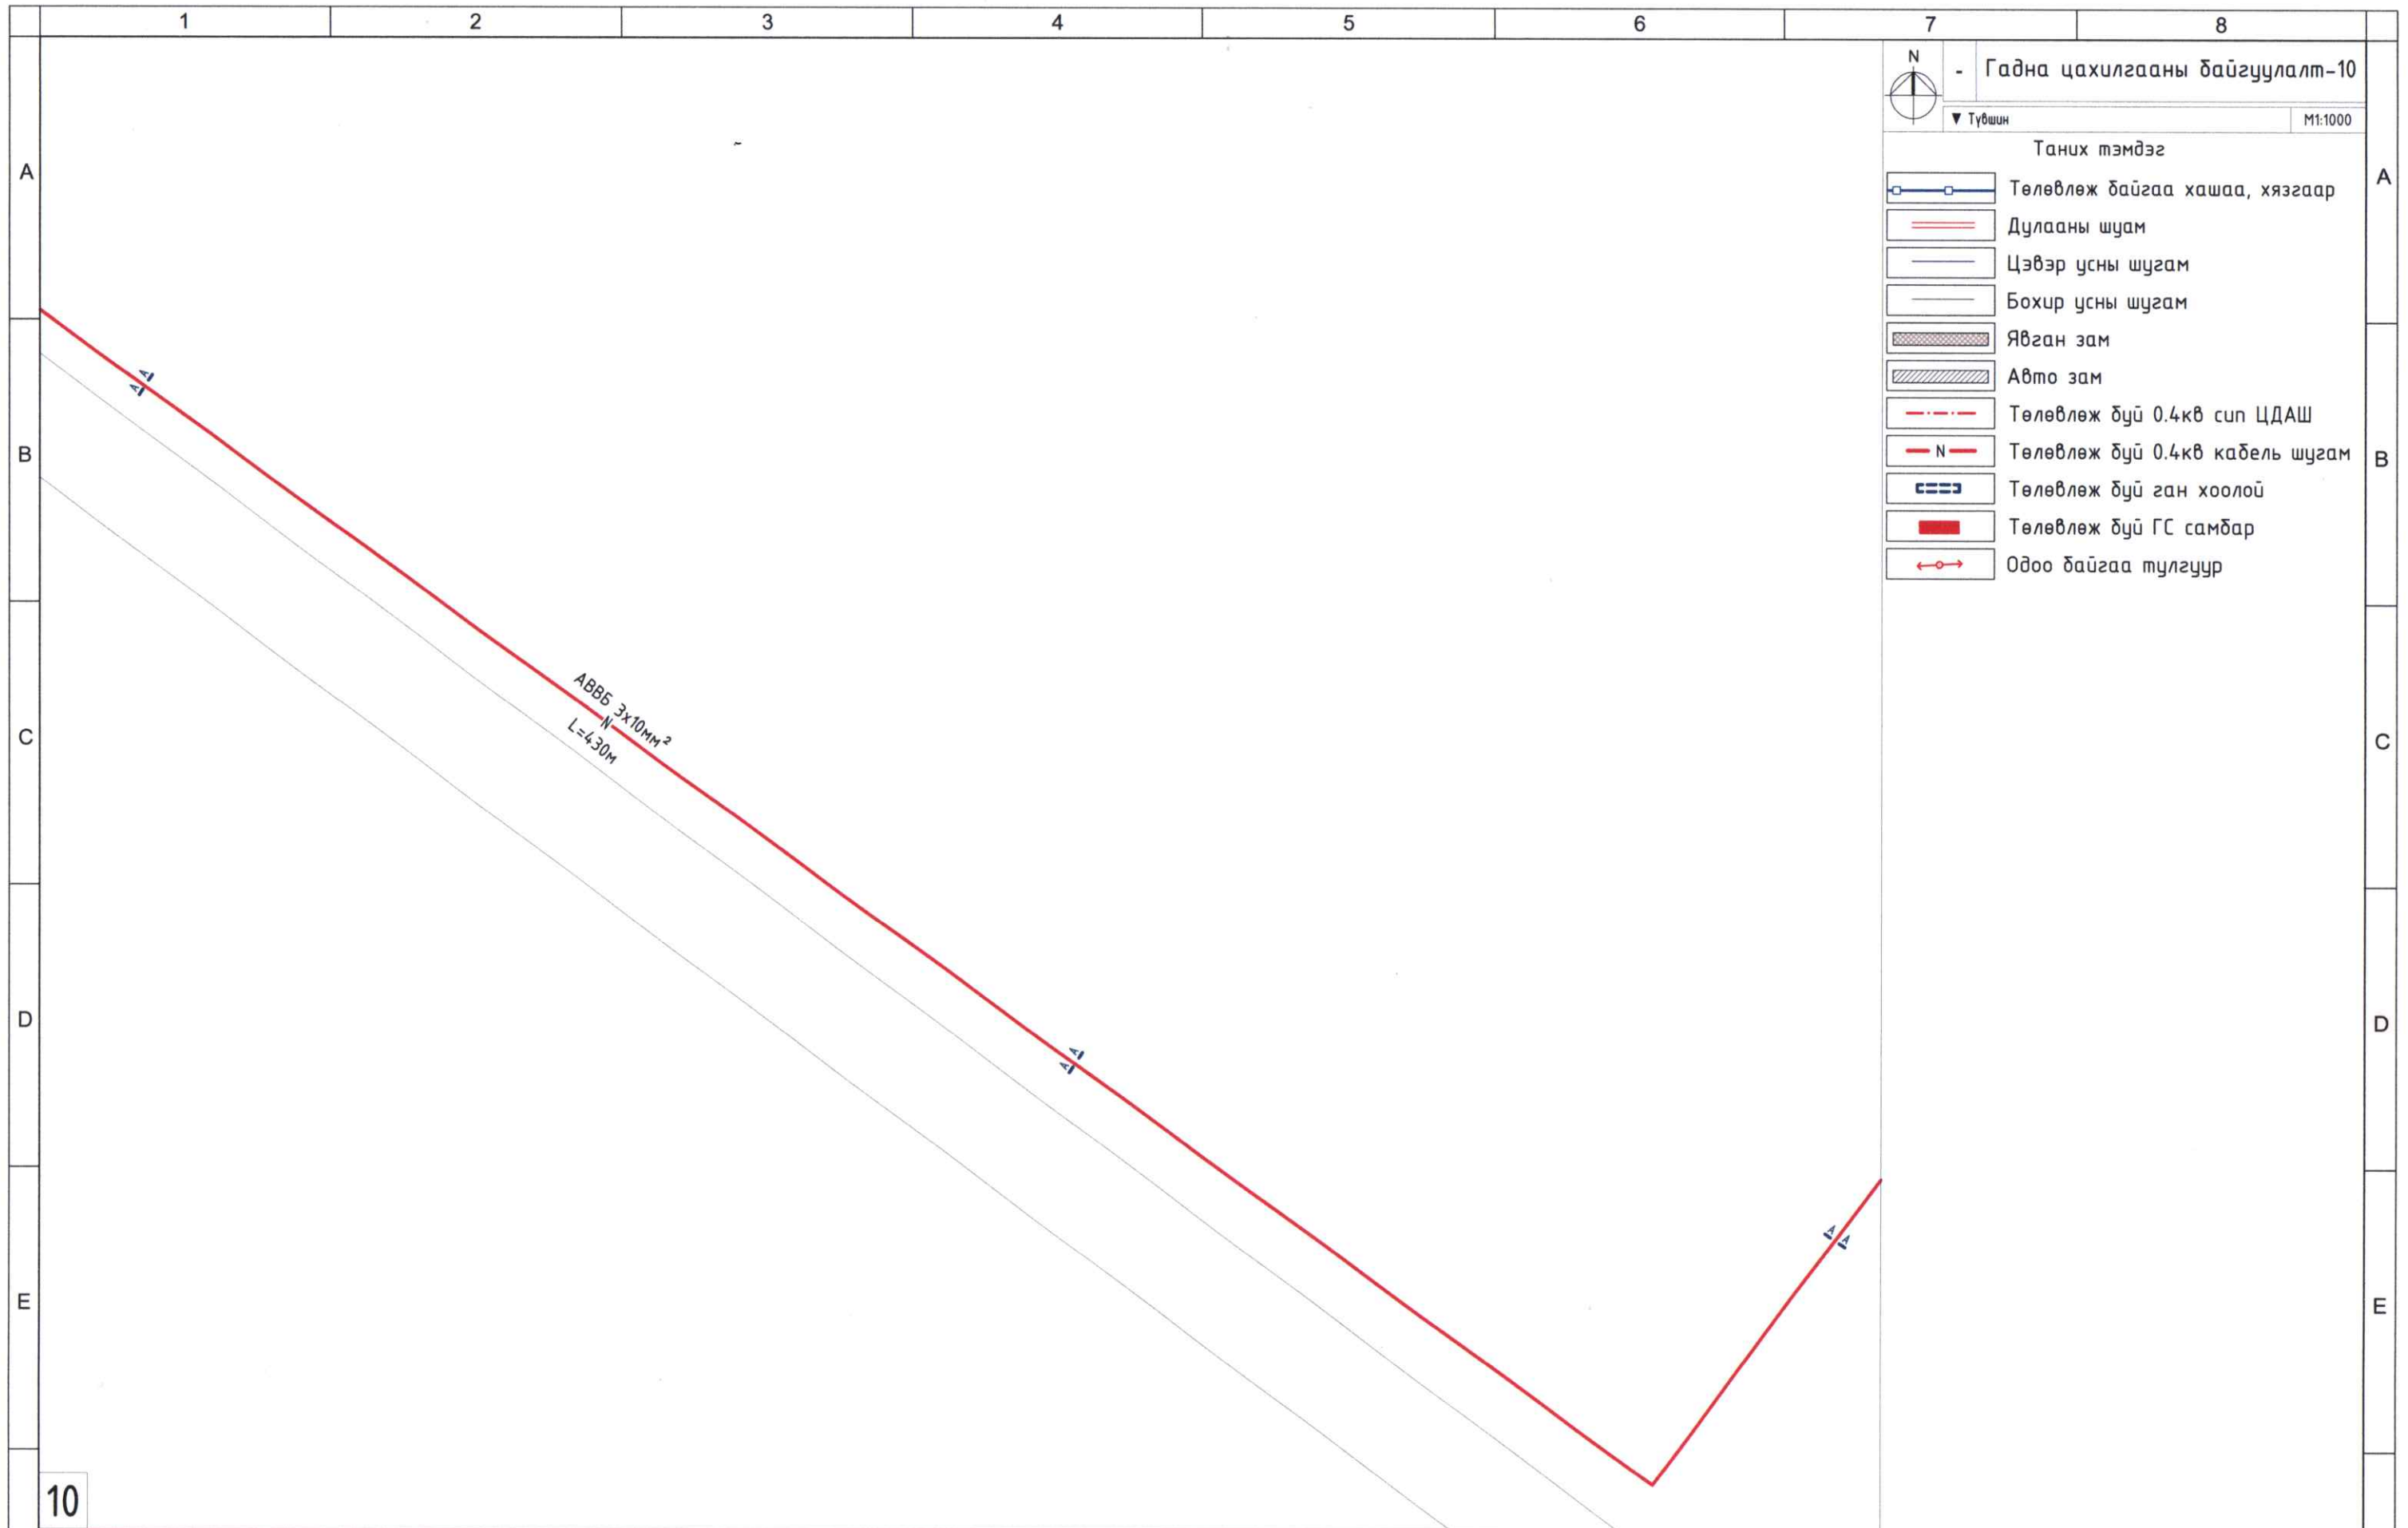 1 2 3 4 5 6 7 8
N
- Гадна цахилгааны байгуулалт-10
▼ Түвшин М1:1000
Таних тэмдэг
A A
Төлөвлөж байгаа хашаа, хязгаар
Дулааны шуам
Цэвэр усны шугам
Бохир усны шугам
Явган зам
Авто зам
Төлөвлөж буй 0.4кв сип ЦДАШ
N Төлөвлөж буй 0.4кв кабель шугам
Төлөвлөж буй ган хоолой
Төлөвлөж буй ГС самбар
Одоо байгаа тулгуур
A A
B B
АВВБ 3х10мм²
N
L=430м
C C
D D
A A
A A
E E
10